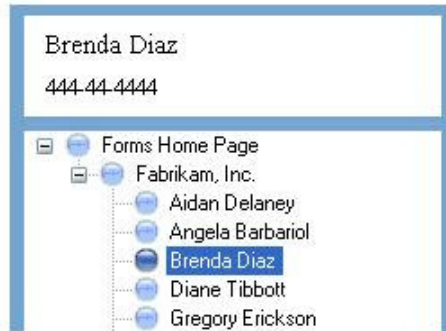 Brenda Diaz
444-44-4444
Forms Home Page
Fabrikam, Inc.
Aidan Delaney
Angela Barbariol
Brenda Diaz
Diane Tibbott
Gregory Erickson